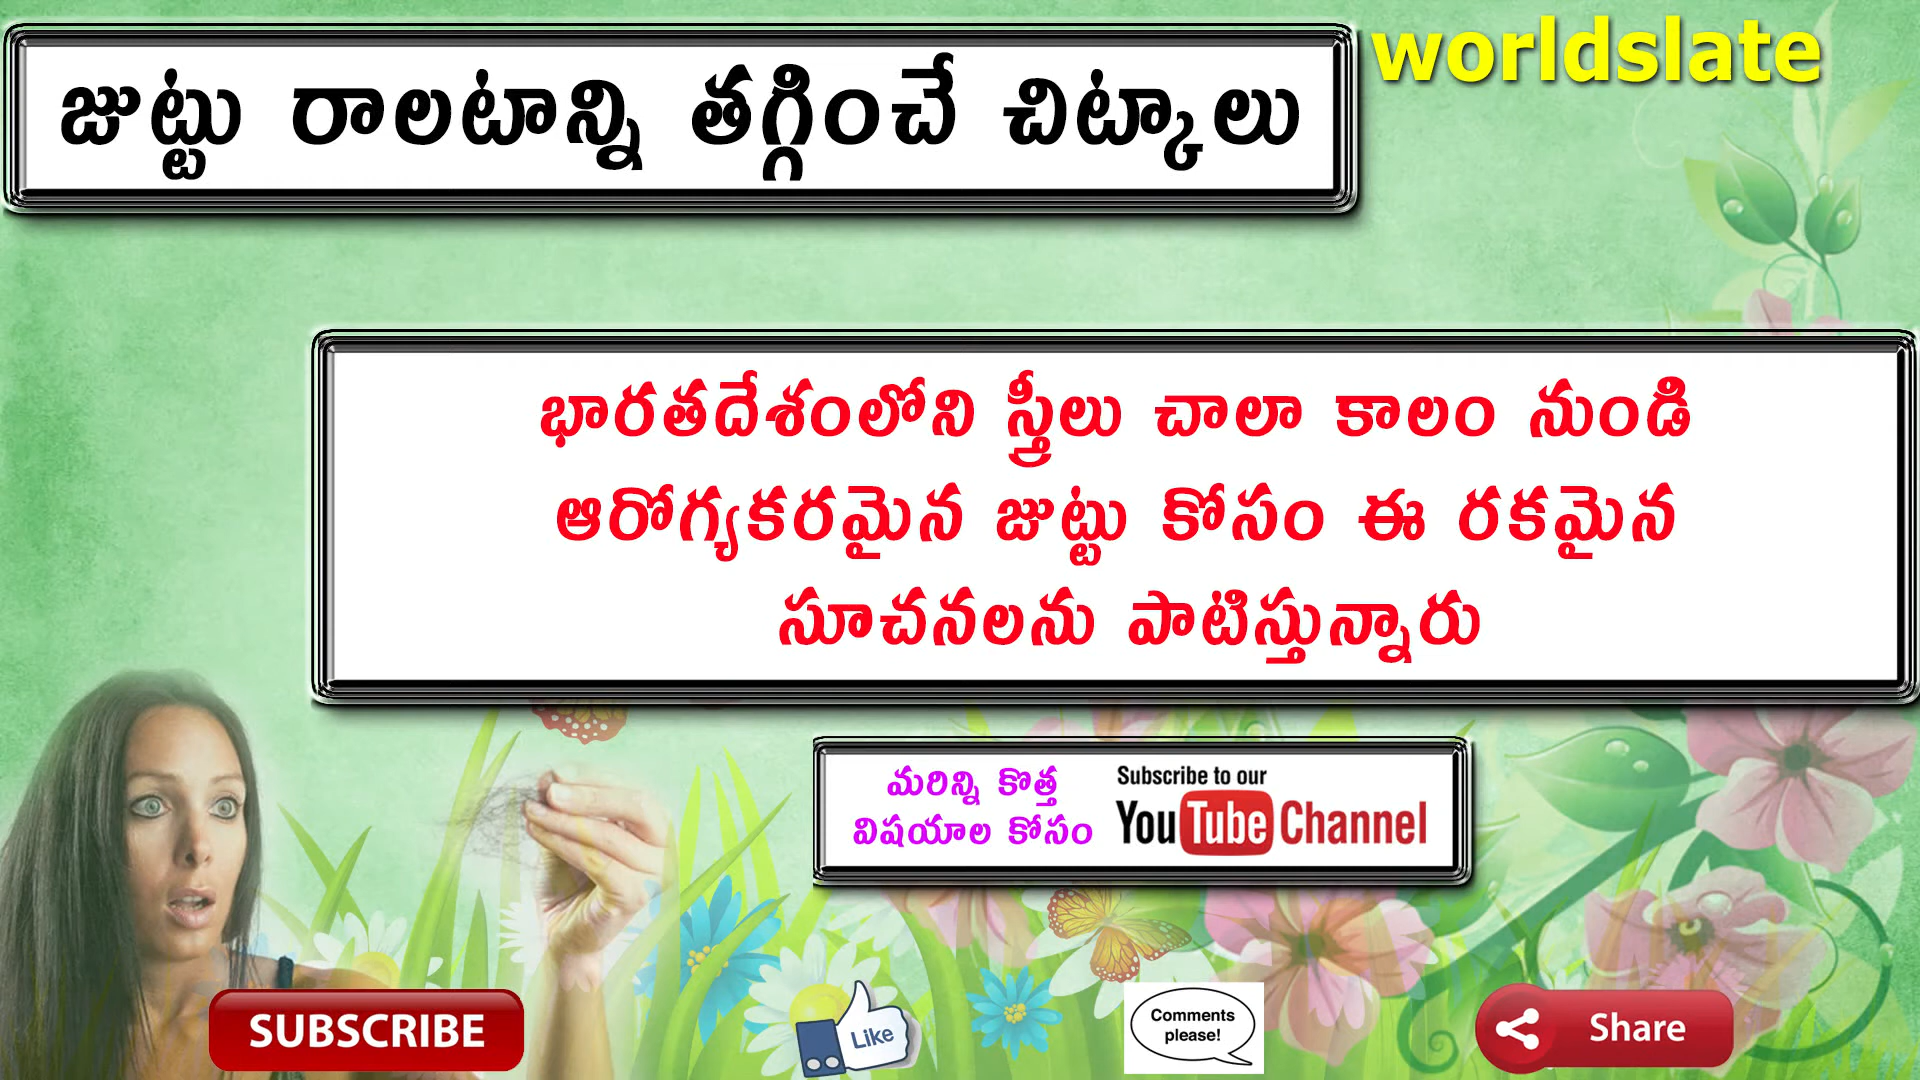 worldslate
జుట్టు రాలటాన్ని తగ్గించే చిట్కాలు
భారతదేశంలోని స్త్రీలు చాలా కాలం నుండి
ఆరోగ్యకరమైన జుట్టు కోసం ఈ రకమైన
సూచనలను పాటిస్తున్నారు
మరిన్ని కొత్త
విషయాల కోసం
Subscribe to our
YouTube Channel
SUBSCRIBE
Like
Comments
please!
Share